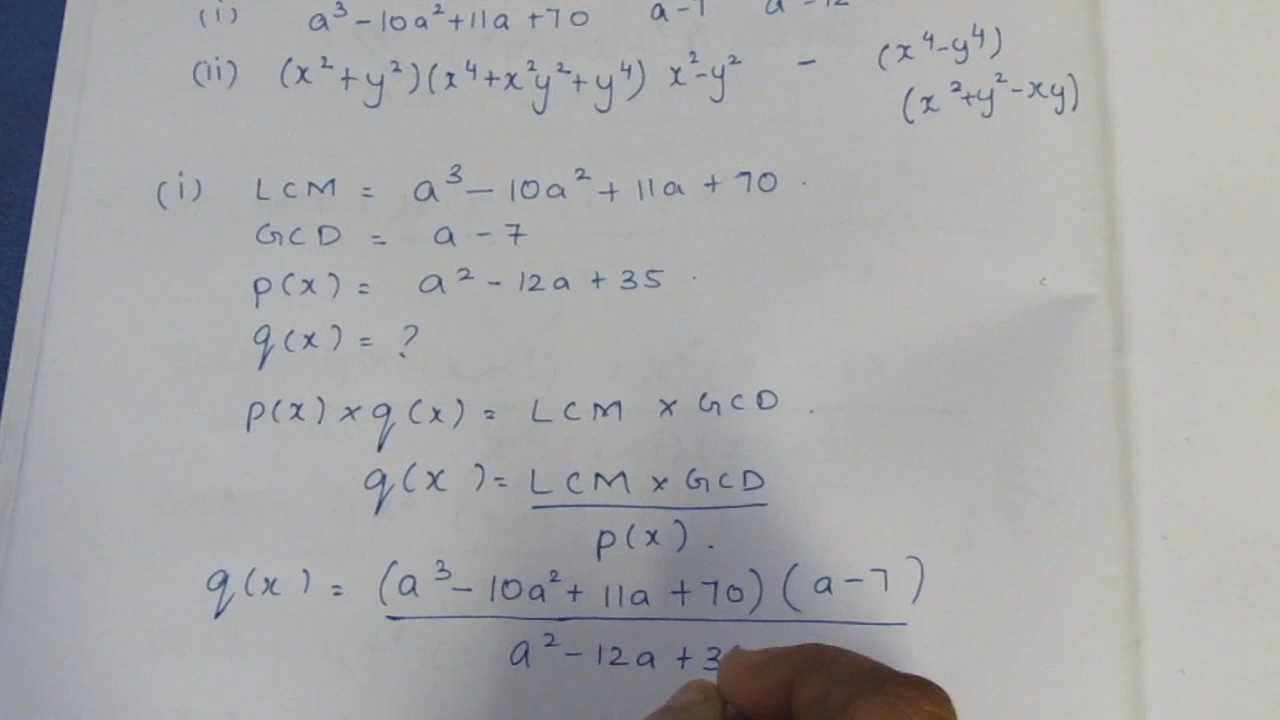 (i) a³ - 10a² + 11a + 70 a - 7
(ii) (x² + y²)(x⁴ + x²y² + y⁴) x² - y² - (x⁴ - y⁴)
(x² + y² - xy)
(i) LCM = a³ - 10a² + 11a + 70.
GCD = a - 7
p(x) = a² - 12a + 35.
q(x) = ?
p(x) × q(x) = LCM × GCD.
q(x) = LCM × GCD
p(x).
q(x) = (a³ - 10a² + 11a + 70)(a - 7)
a² - 12a + 3